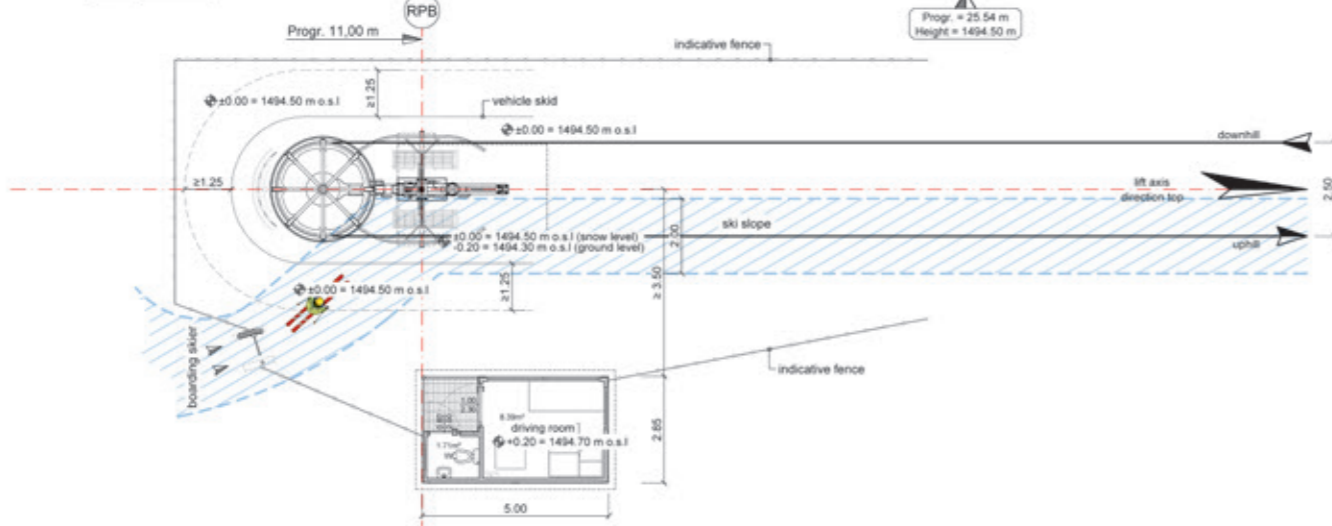 RPB
Progr. 11,00 m
Progr. = 25.54 m
Height = 1494.50 m
indicative fence
±0.00 = 1494.50 m o.s.l
≥1.25
vehicle skid
±0.00 = 1494.50 m o.s.l
downhill
≥1.25
lift axis
direction top
2.50
ski slope
±0.00 = 1494.50 m o.s.l (snow level)
-0.20 = 1494.30 m o.s.l (ground level)
2.00
uphill
≥3.50
≥1.25
±0.00 = 1494.50 m o.s.l
boarding skier
indicative fence
driving room
+0.20 = 1494.70 m o.s.l
1.71m²
2.85
5.00